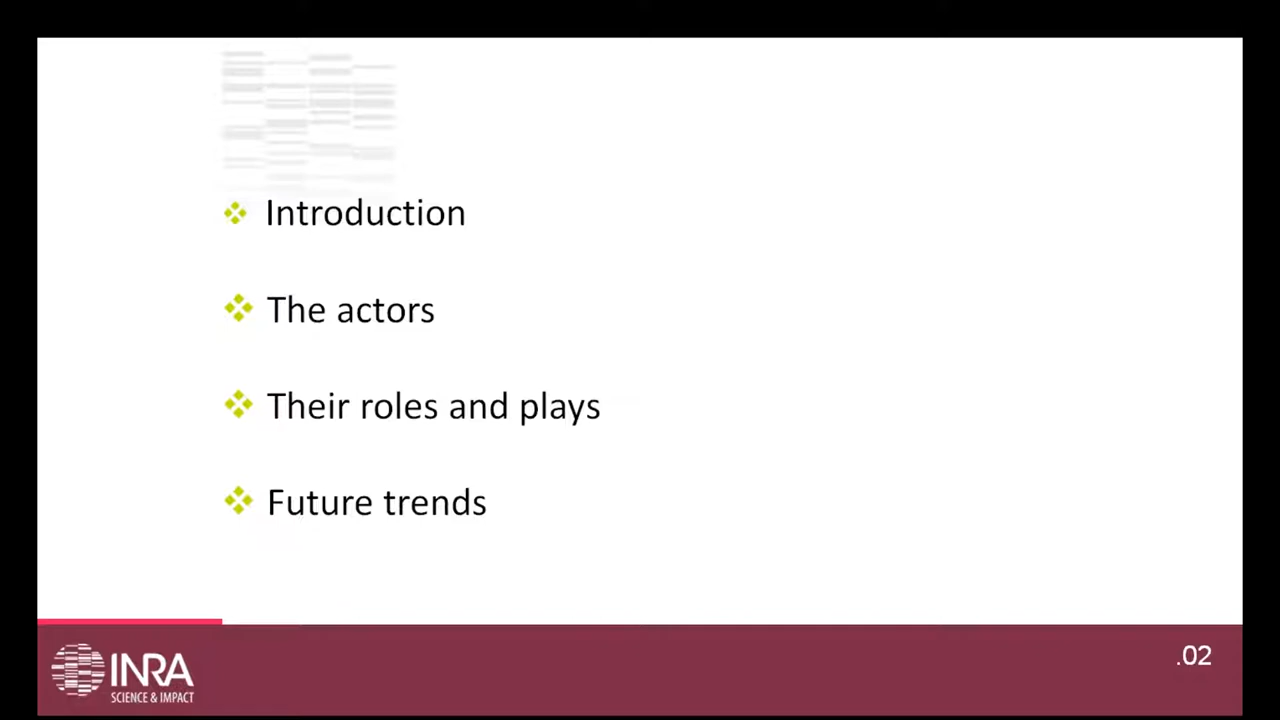 Introduction
The actors
Their roles and plays
Future trends
INRA
SCIENCE & IMPACT
.02